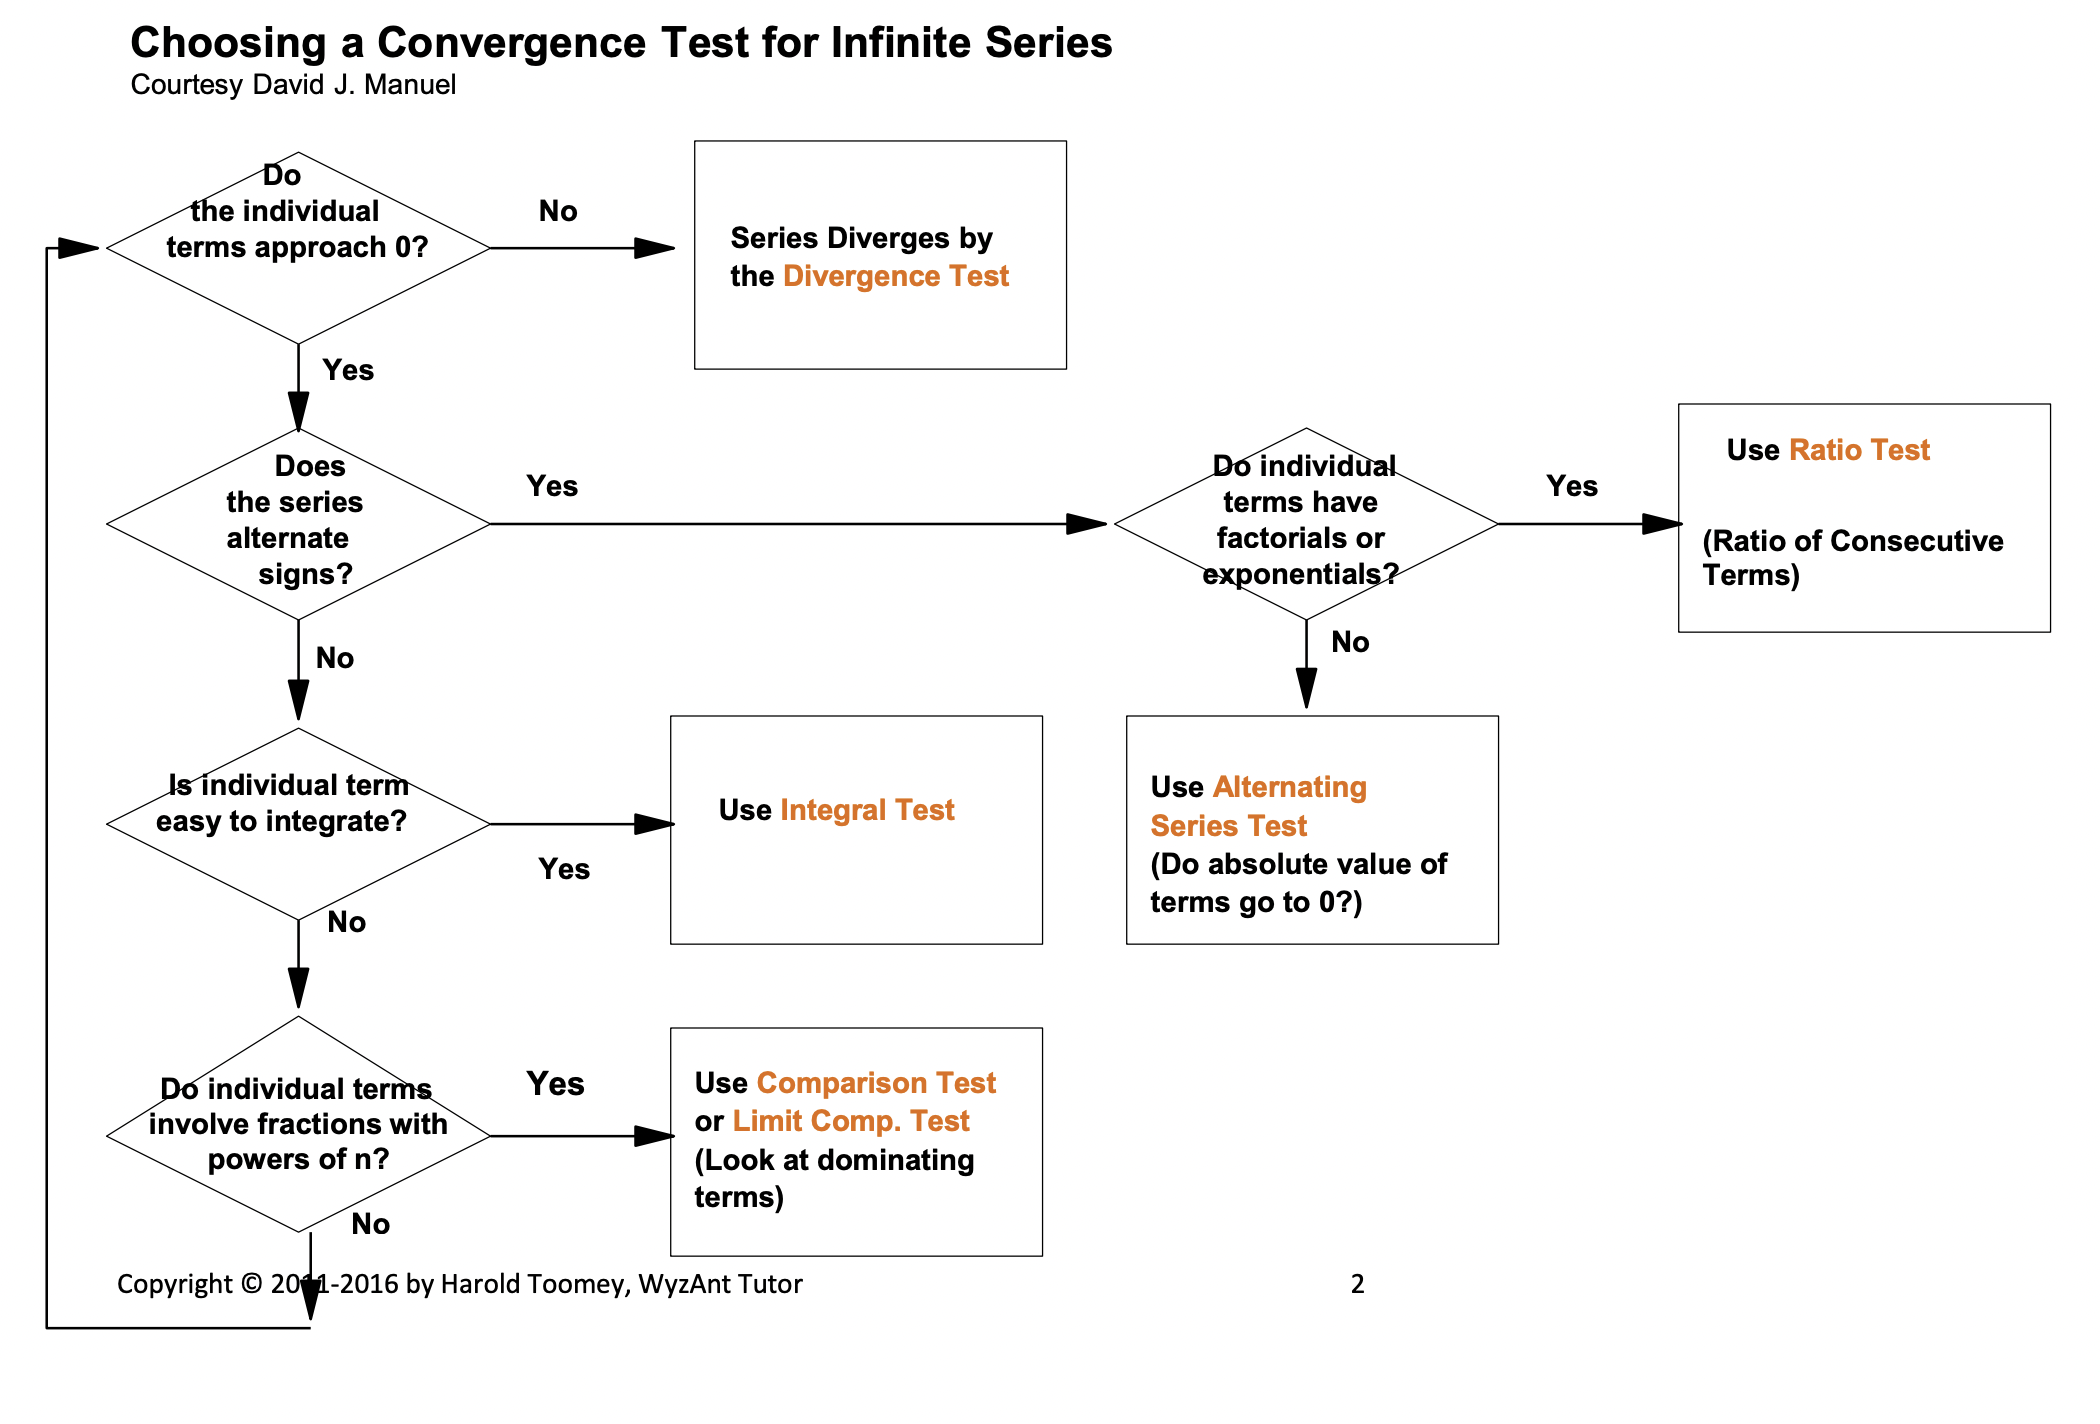 Choosing a Convergence Test for Infinite Series
Courtesy David J. Manuel
Do
the individual
terms approach 0?
No
Series Diverges by
the Divergence Test
Yes
Does
the series
alternate
signs?
Yes
Do individual
terms have
factorials or
exponentials?
Yes
Use Ratio Test
(Ratio of Consecutive
Terms)
No
No
Is individual term
easy to integrate?
Yes
Use Integral Test
Use Alternating
Series Test
(Do absolute value of
terms go to 0?)
No
Do individual terms
involve fractions with
powers of n?
Yes
Use Comparison Test
or Limit Comp. Test
(Look at dominating
terms)
No
Copyright © 2011-2016 by Harold Toomey, WyzAnt Tutor
2